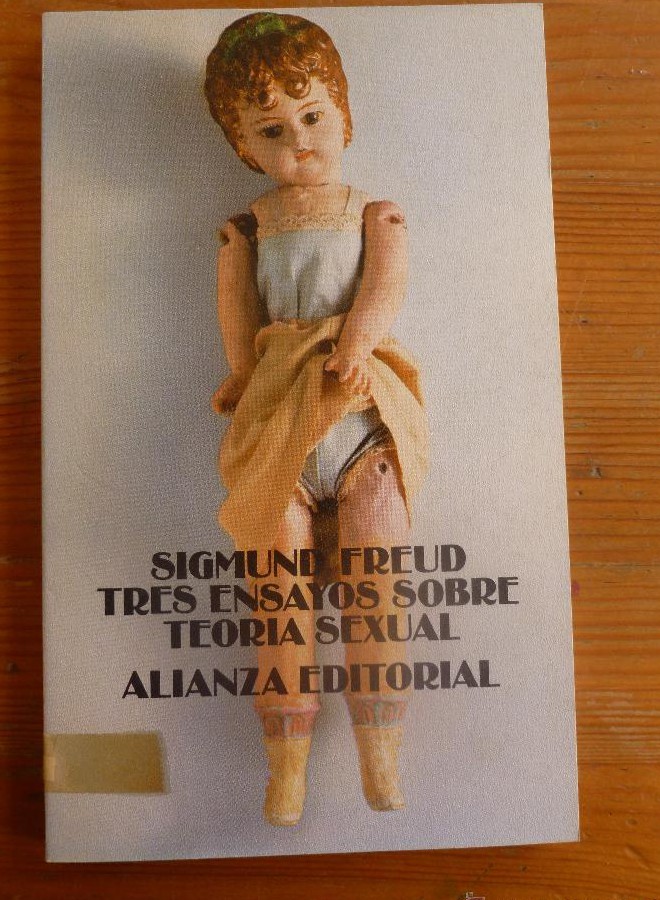 SIGMUND FREUD
TRES ENSAYOS SOBRE
TEORIA SEXUAL
ALIANZA EDITORIAL